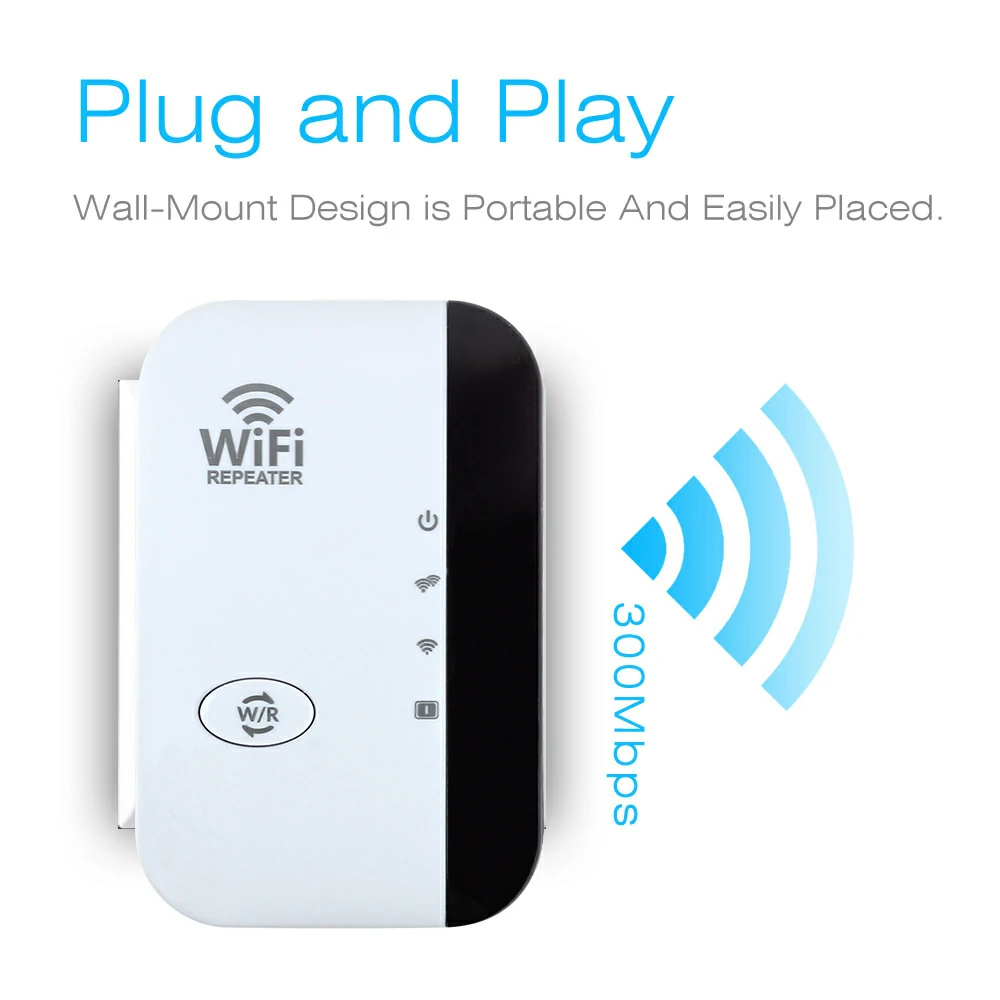 Plug and Play
Wall-Mount Design is Portable And Easily Placed.
WiFi
REPEATER
W/R
300Mbps